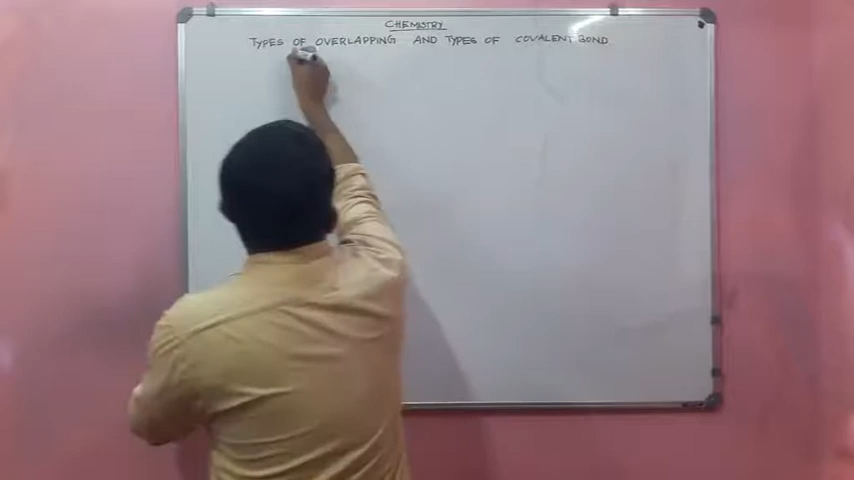 CHEMISTRY
TYPES OF OVERLAPPING AND TYPES OF COVALENT BOND